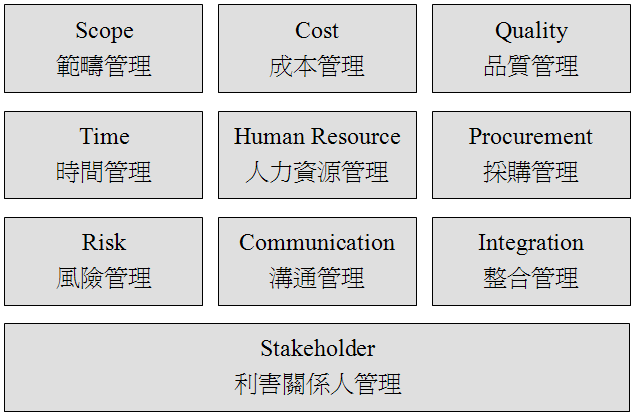 Scope
範疇管理
Cost
成本管理
Quality
品質管理
Time
時間管理
Human Resource
人力資源管理
Procurement
採購管理
Risk
風險管理
Communication
溝通管理
Integration
整合管理
Stakeholder
利害關係人管理